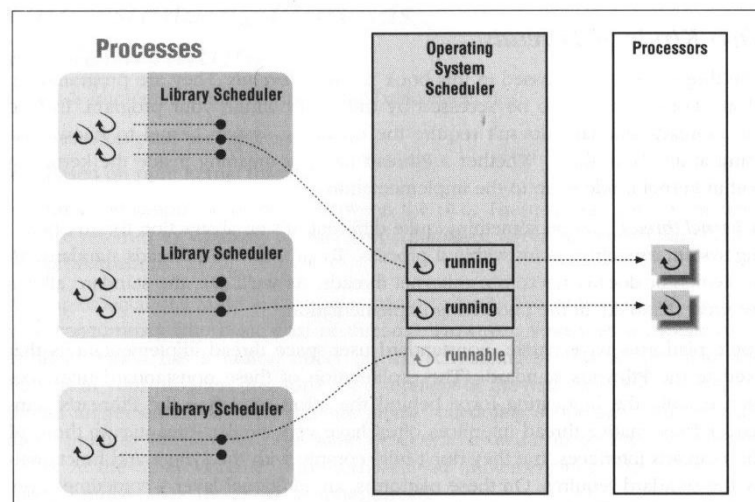 Processes
Library Scheduler
Library Scheduler
Library Scheduler
Operating
System
Scheduler
running
running
runnable
Processors